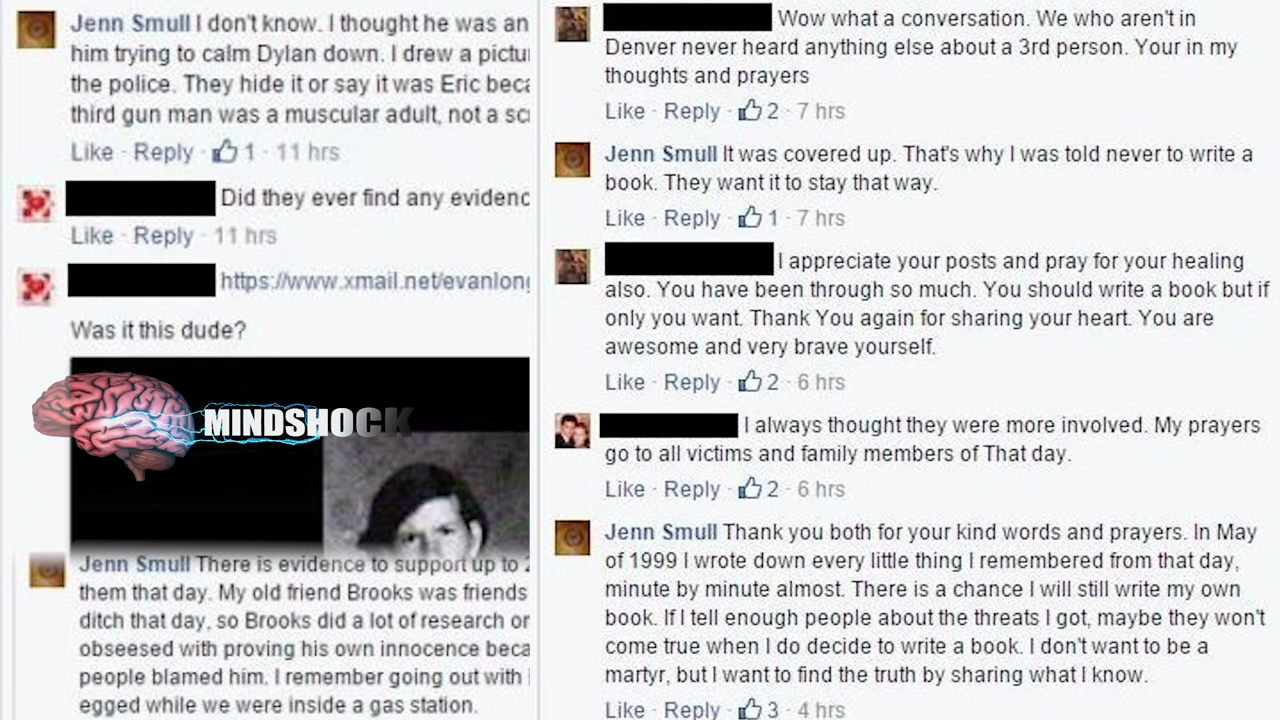 Jenn Smull I don't know. I thought he was an
him trying to calm Dylan down. I drew a pictu
the police. They hide it or say it was Eric beca
third gun man was a muscular adult, not a sc
Like · Reply · 1 · 11 hrs
Did they ever find any evidenc
Like · Reply · 11 hrs
https://www.xmail.net/evanlong
Was it this dude?
MINDSHOCK
Jenn Smull There is evidence to support up to 2
them that day. My old friend Brooks was friends
ditch that day, so Brooks did a lot of research or
obseesed with proving his own innocence beca
people blamed him. I remember going out with
egged while we were inside a gas station.
Wow what a conversation. We who aren't in
Denver never heard anything else about a 3rd person. Your in my
thoughts and prayers
Like · Reply · 2 · 7 hrs
Jenn Smull It was covered up. That's why I was told never to write a
book. They want it to stay that way.
Like · Reply · 1 · 7 hrs
I appreciate your posts and pray for your healing
also. You have been through so much. You should write a book but if
only you want. Thank You again for sharing your heart. You are
awesome and very brave yourself.
Like · Reply · 2 · 6 hrs
I always thought they were more involved. My prayers
go to all victims and family members of That day.
Like · Reply · 2 · 6 hrs
Jenn Smull Thank you both for your kind words and prayers. In May
of 1999 I wrote down every little thing I remembered from that day,
minute by minute almost. There is a chance I will still write my own
book. If I tell enough people about the threats I got, maybe they won't
come true when I do decide to write a book. I don't want to be a
martyr, but I want to find the truth by sharing what I know.
Like · Reply · 3 · 4 hrs